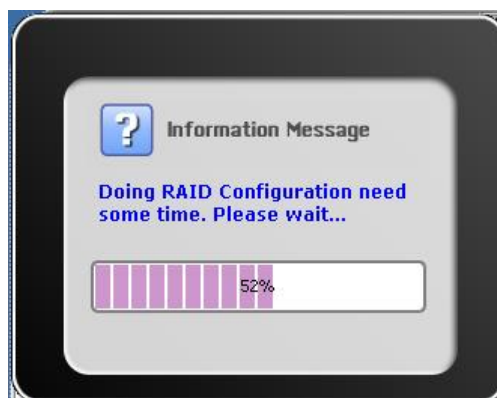 ?
Information Message
Doing RAID Configuration need
some time. Please wait...
52%